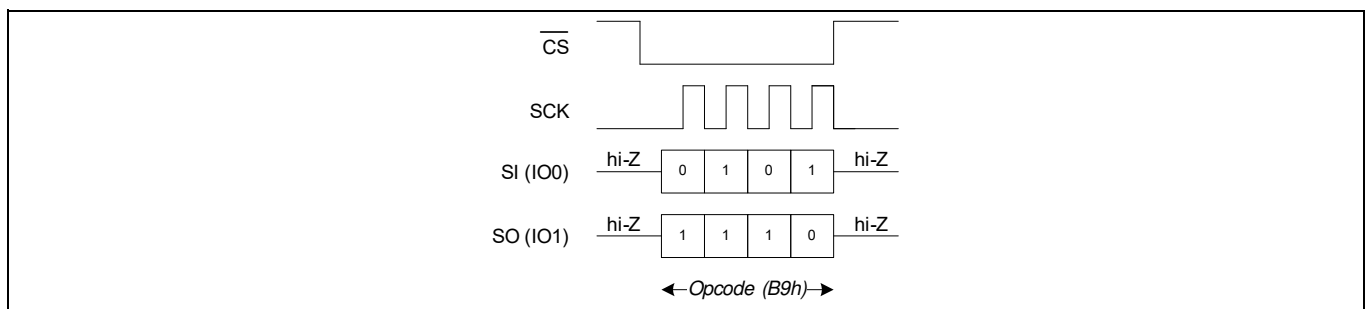 CS
SCK
SI (IO0) hi-Z 0 1 0 1 hi-Z
SO (IO1) hi-Z 1 1 1 0 hi-Z
Opcode (B9h)